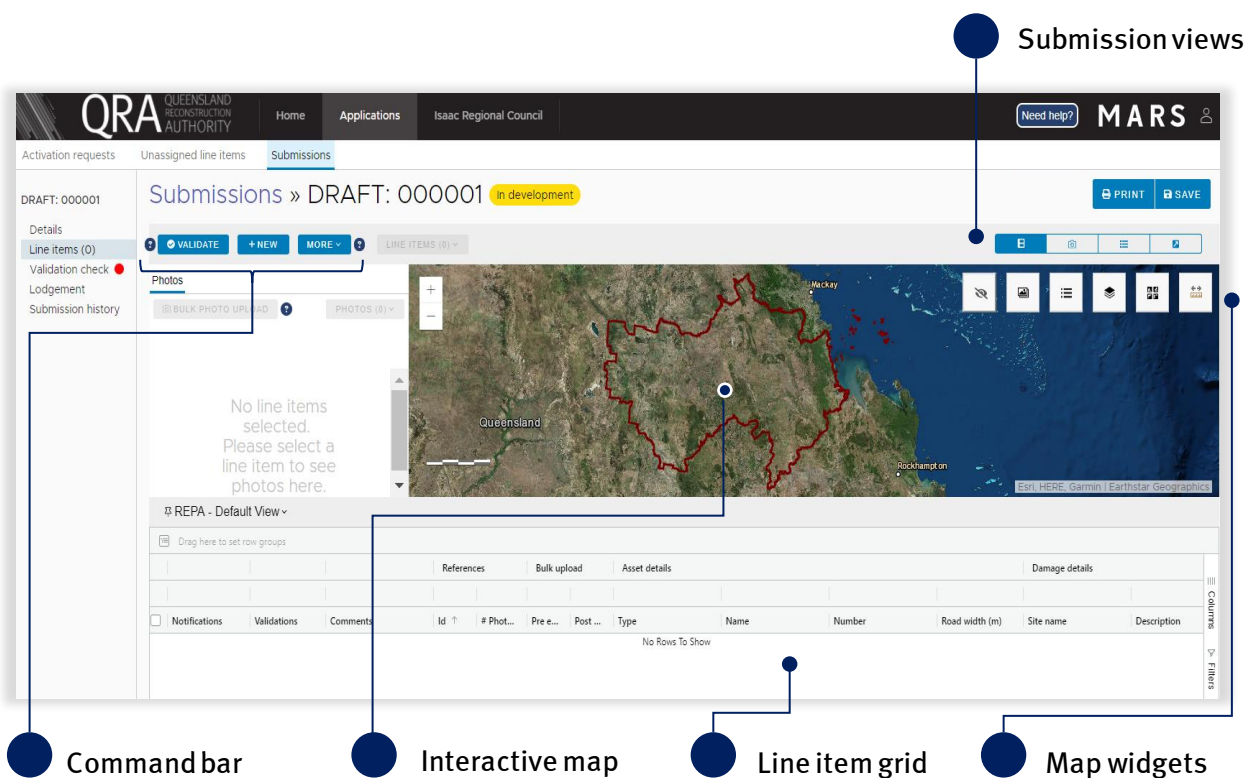 Submission views
QRA QUEENSLAND RECONSTRUCTION AUTHORITY
Home Applications Isaac Regional Council
Need help? MARS
Activation requests Unassigned line items Submissions
DRAFT: 000001
Details
Line items (0)
Validation check
Lodgement
Submission history
Submissions » DRAFT: 000001 In development
PRINT SAVE
? VALIDATE + NEW MORE ? LINE ITEMS (0)
Photos
BULK PHOTO UPLOAD ? PHOTOS (0)
No line items
selected.
Please select a
line item to see
photos here.
+
−
Mackay
Queensland
Rockhampton
Esri, HERE, Garmin | Earthstar Geographics
REPA - Default View
Drag here to set row groups
References Bulk upload Asset details Damage details
Notifications Validations Comments Id ↑ # Phot... Pre e... Post ... Type Name Number Road width (m) Site name Description
No Rows To Show
Columns
Filters
Command bar Interactive map Line item grid Map widgets